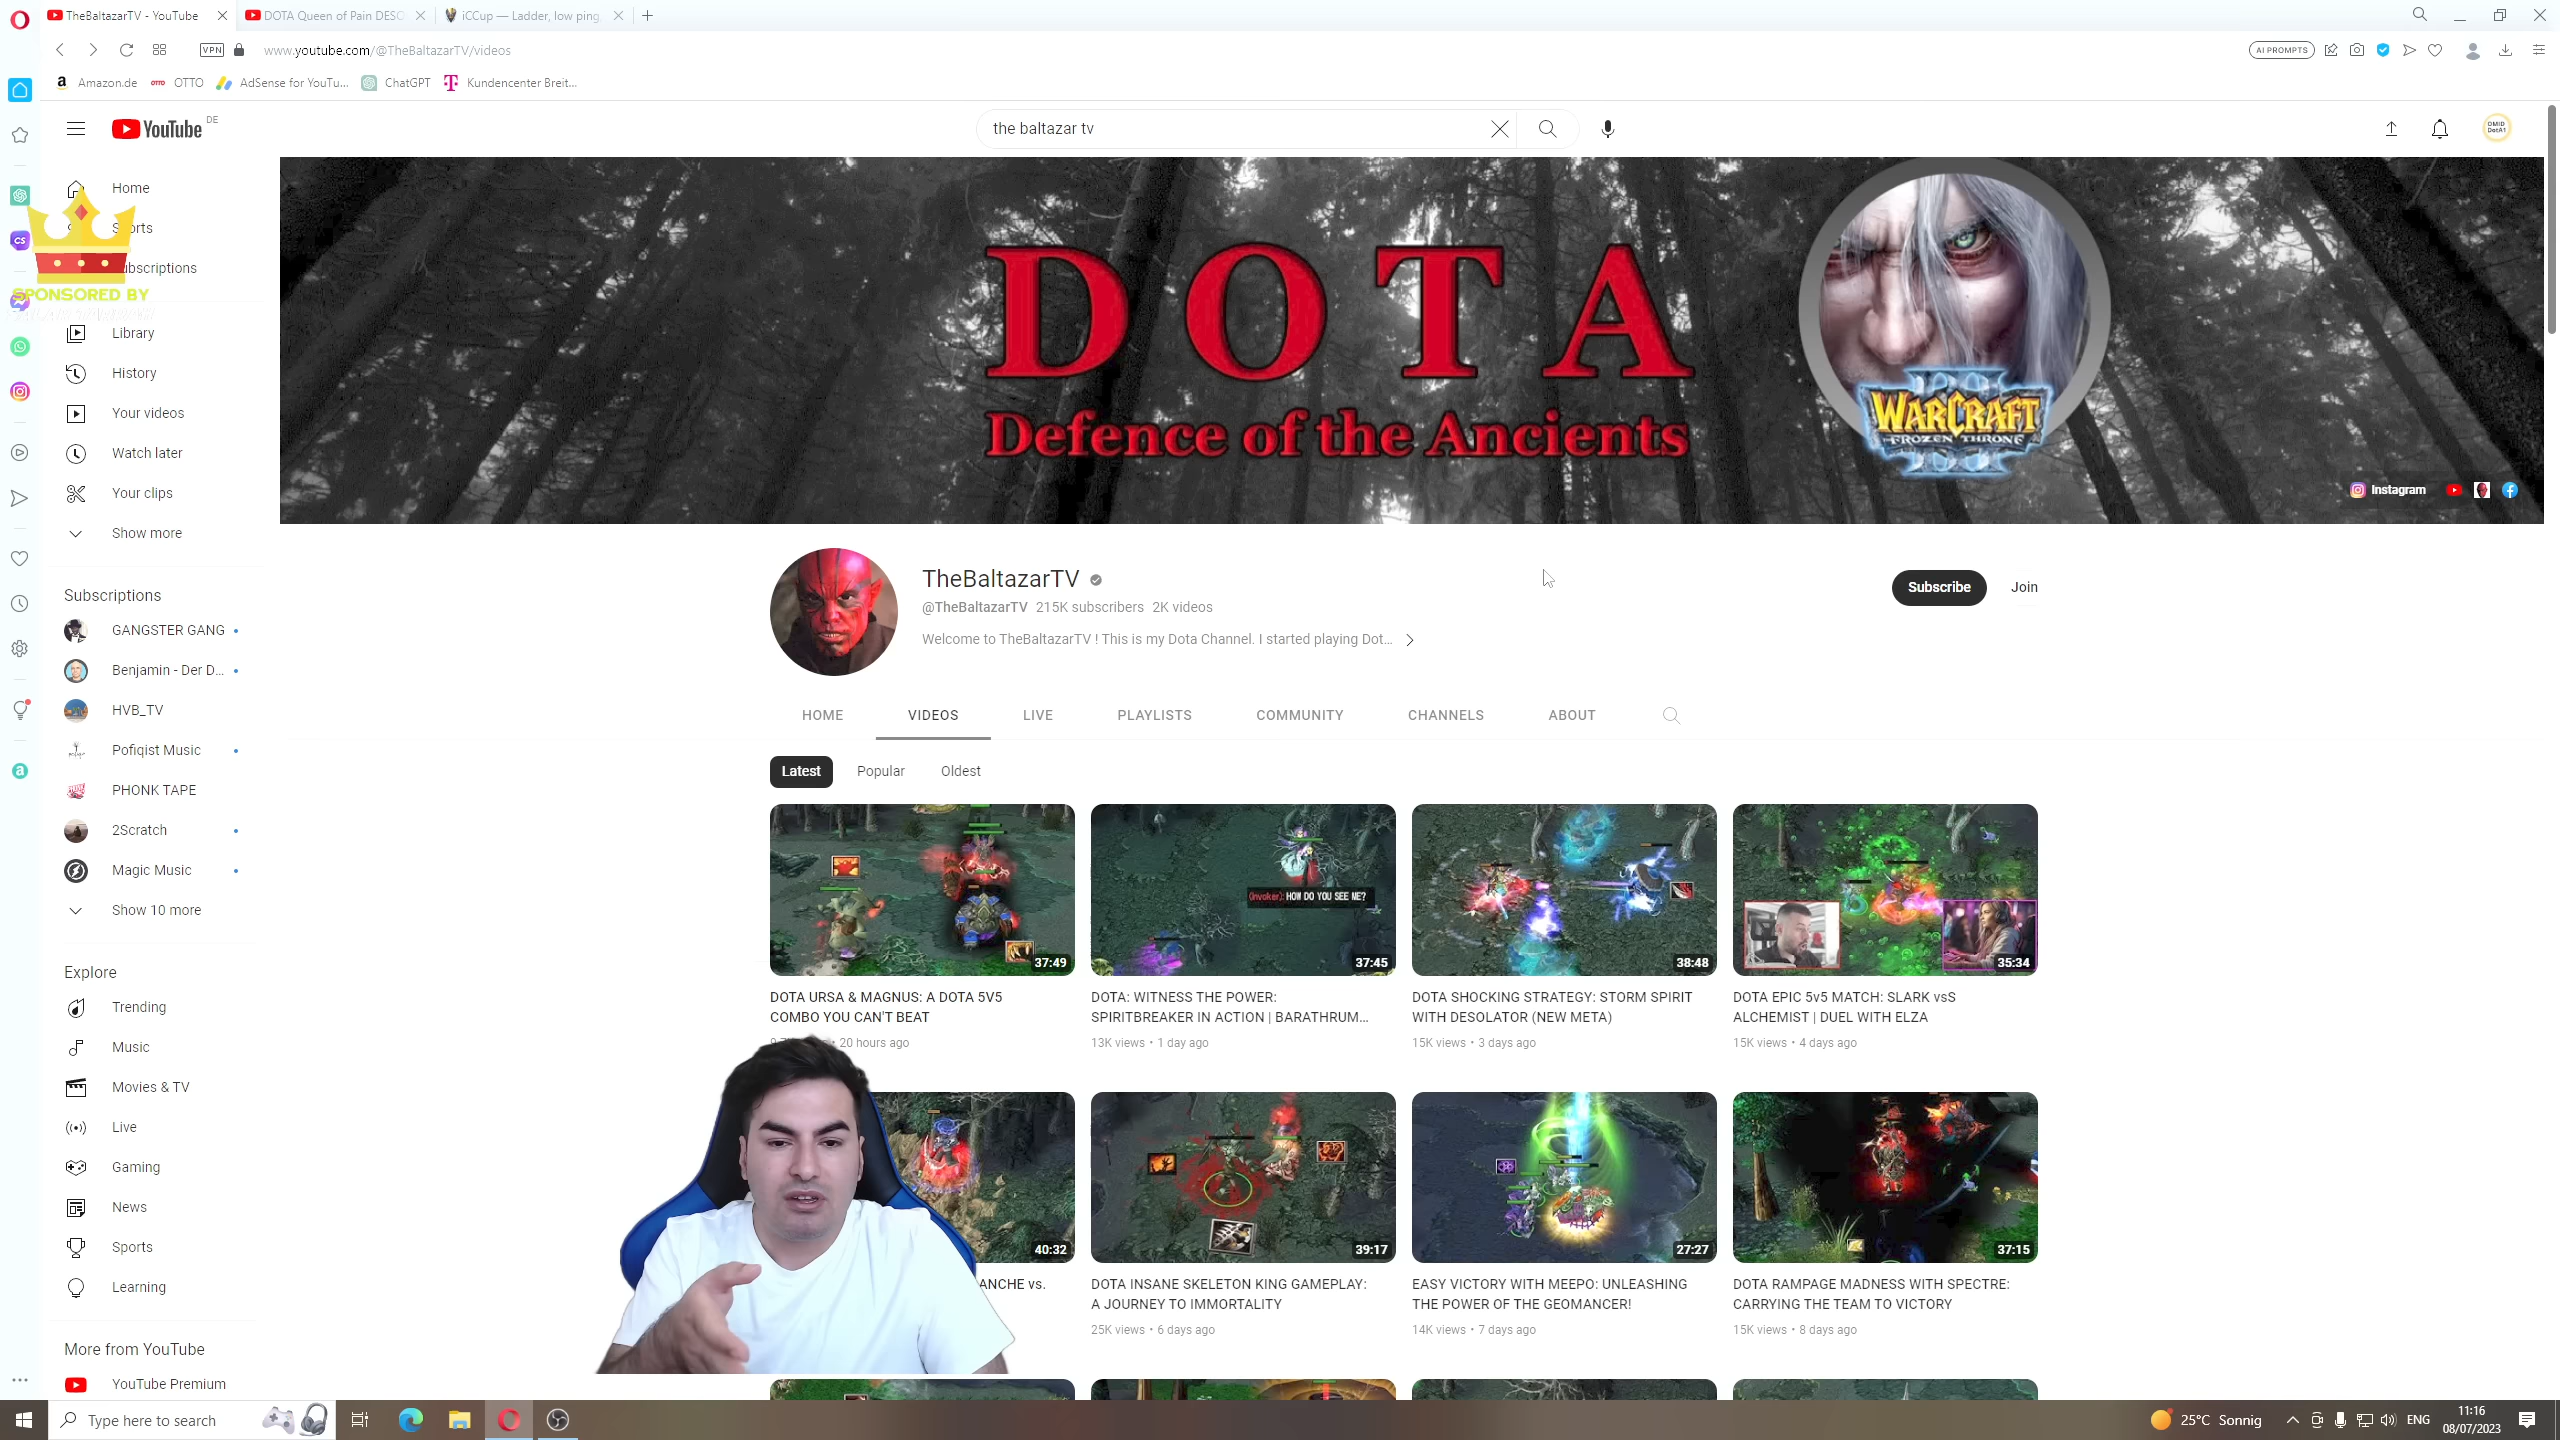 TheBaltazarTV - YouTube
DOTA Queen of Pain DESO
iCCup — Ladder, low ping,
VPN
www.youtube.com/@TheBaltazarTV/videos
AI PROMPTS
Amazon.de
OTTO
AdSense for YouTu...
ChatGPT
Kundencenter Breit...
YouTube DE
the baltazar tv
Home
SPONSORED BY
Library
History
Your videos
Watch later
Your clips
Show more
Subscriptions
GANGSTER GANG
Benjamin - Der D...
HVB_TV
Pofiqist Music
PHONK TAPE
2Scratch
Magic Music
Show 10 more
Explore
Trending
Music
Movies & TV
Live
Gaming
News
Sports
Learning
More from YouTube
YouTube Premium
DOTA
Defence of the Ancients
WARCRAFT
FROZEN THRONE
III
Instagram
TheBaltazarTV
@TheBaltazarTV 215K subscribers 2K videos
Welcome to TheBaltazarTV ! This is my Dota Channel. I started playing Dot...
Subscribe
Join
HOME
VIDEOS
LIVE
PLAYLISTS
COMMUNITY
CHANNELS
ABOUT
Latest
Popular
Oldest
37:49
DOTA URSA & MAGNUS: A DOTA 5V5
COMBO YOU CAN'T BEAT
20 hours ago
(Invoker): HOW DO YOU SEE ME?
37:45
DOTA: WITNESS THE POWER:
SPIRITBREAKER IN ACTION | BARATHRUM...
13K views • 1 day ago
38:48
DOTA SHOCKING STRATEGY: STORM SPIRIT
WITH DESOLATOR (NEW META)
15K views • 3 days ago
35:34
DOTA EPIC 5v5 MATCH: SLARK vsS
ALCHEMIST | DUEL WITH ELZA
15K views • 4 days ago
40:32
ANCHE vs.
39:17
DOTA INSANE SKELETON KING GAMEPLAY:
A JOURNEY TO IMMORTALITY
25K views • 6 days ago
27:27
EASY VICTORY WITH MEEPO: UNLEASHING
THE POWER OF THE GEOMANCER!
14K views • 7 days ago
37:15
DOTA RAMPAGE MADNESS WITH SPECTRE:
CARRYING THE TEAM TO VICTORY
15K views • 8 days ago
Type here to search
25°C Sonnig
ENG
11:16
08/07/2023